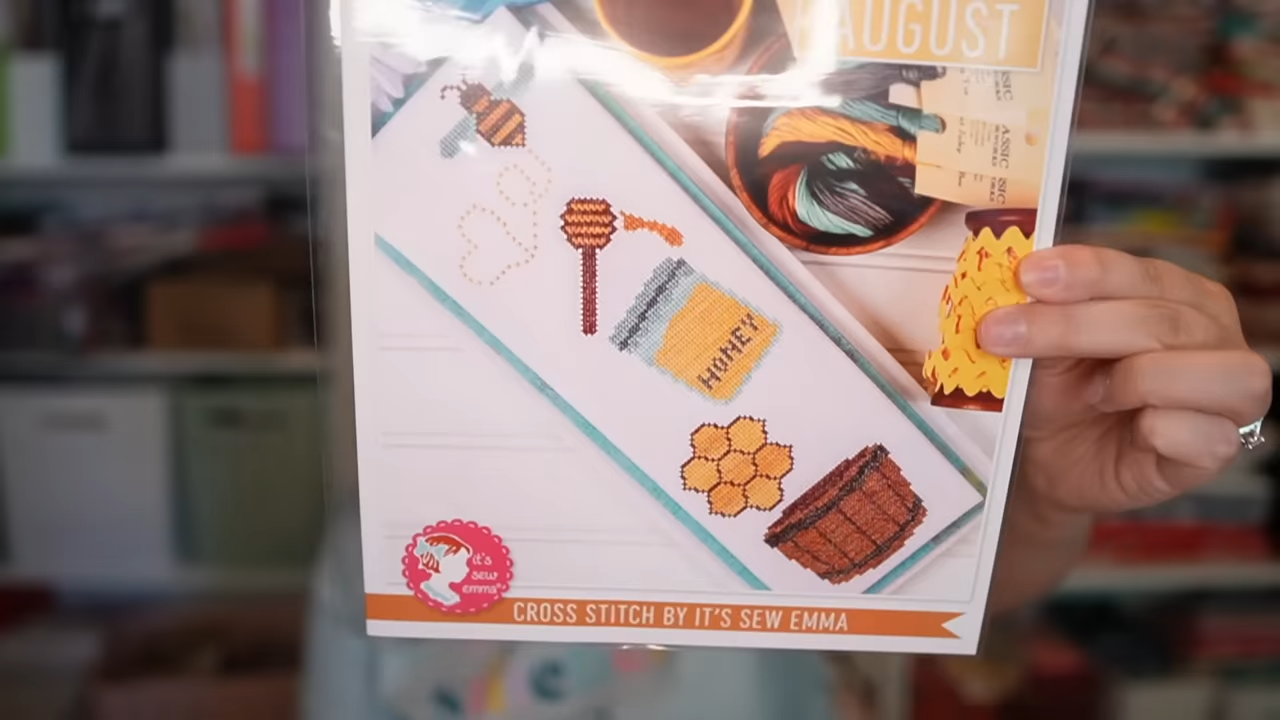 AUGUST
HONEY
it's
sew
emma
CROSS STITCH BY IT'S SEW EMMA